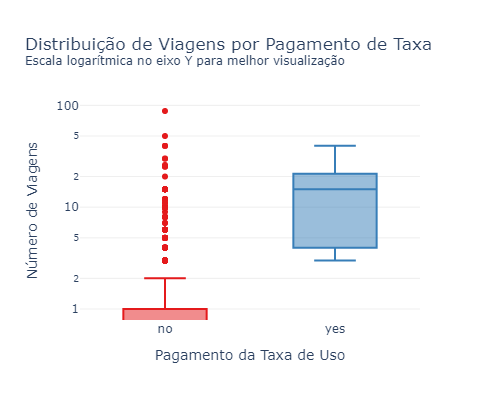 Distribuição de Viagens por Pagamento de Taxa
Escala logarítmica no eixo Y para melhor visualização
Número de Viagens
100
5
2
10
5
2
1
no
yes
Pagamento da Taxa de Uso